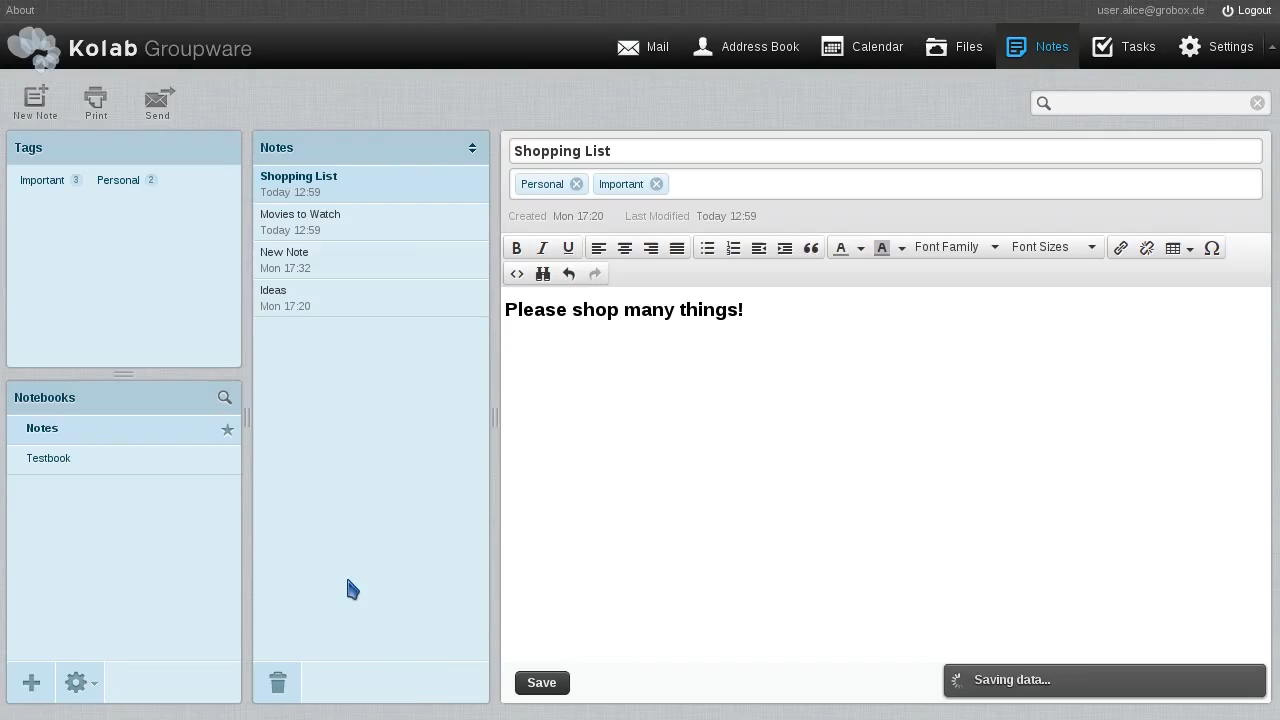 About
user.alice@grobox.de Logout
Kolab Groupware
Mail Address Book Calendar Files Notes Tasks Settings
New Note Print Send
Tags
Important 3 Personal 2
Notebooks
Notes
Testbook
Notes
Shopping List
Today 12:59
Movies to Watch
Today 12:59
New Note
Mon 17:32
Ideas
Mon 17:20
Shopping List
Personal Important
Created Mon 17:20 Last Modified Today 12:59
B I U A A Font Family Font Sizes Ω
Please shop many things!
Save
Saving data...